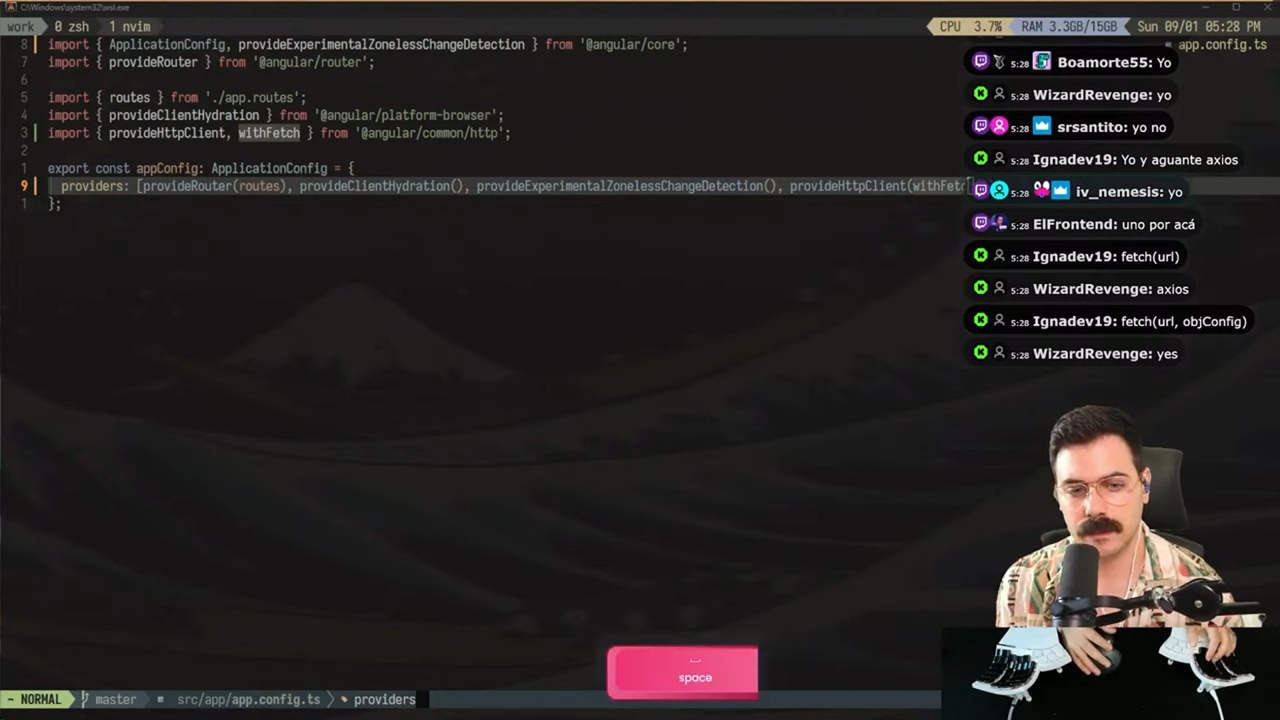 C:\Windows\system32\wsl.exe
work 0 zsh 1 nvim
CPU 3.7% RAM 3.3GB/15GB Sun 09/01 05:28 PM
app.config.ts
8 import { ApplicationConfig, provideExperimentalZonelessChangeDetection } from '@angular/core';
7 import { provideRouter } from '@angular/router';
6
5 import { routes } from './app.routes';
4 import { provideClientHydration } from '@angular/platform-browser';
3 import { provideHttpClient, withFetch } from '@angular/common/http';
2
1 export const appConfig: ApplicationConfig = {
9 providers: [provideRouter(routes), provideClientHydration(), provideExperimentalZonelessChangeDetection(), provideHttpClient(withFetc
1 };
5:28 Boamorte55: Yo
5:28 WizardRevenge: yo
5:28 srsantito: yo no
5:28 Ignadev19: Yo y aguante axios
5:28 iv_nemesis: yo
5:28 ElFrontend: uno por acá
5:28 Ignadev19: fetch(url)
5:28 WizardRevenge: axios
5:28 Ignadev19: fetch(url, objConfig)
5:28 WizardRevenge: yes
space
~ NORMAL master src/app/app.config.ts providers